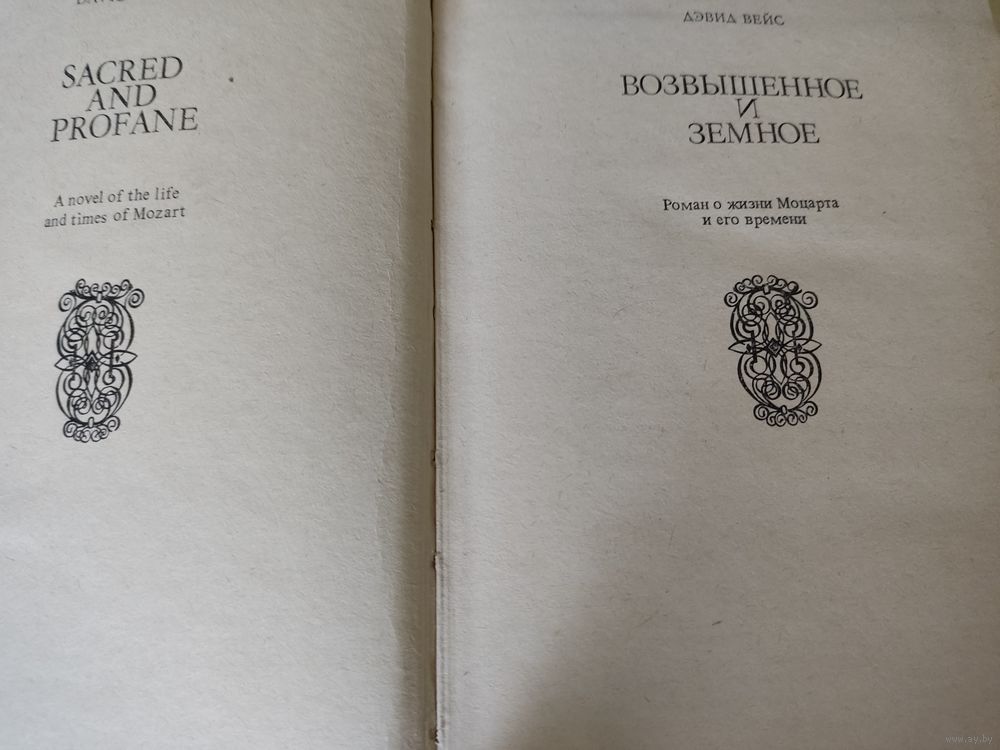 SACRED
AND
PROFANE
A novel of the life
and times of Mozart
ДЭВИД ВЕЙС
ВОЗВЫШЕННОЕ
И
ЗЕМНОЕ
Роман о жизни Моцарта
и его времени
www.ay.by